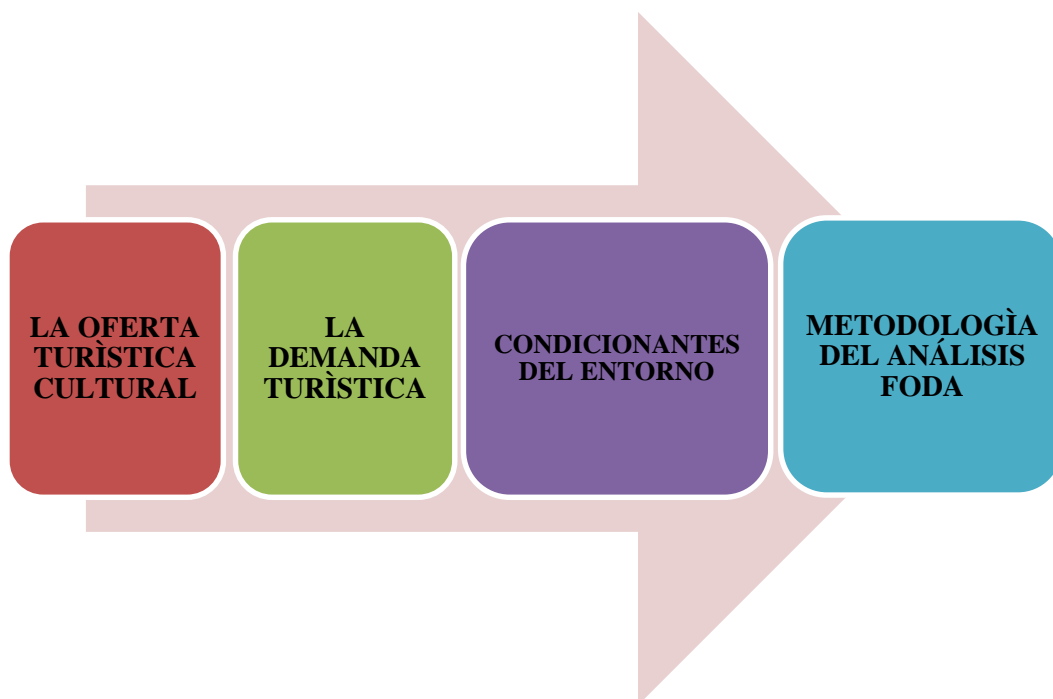 LA OFERTA
TURÌSTICA
CULTURAL
LA
DEMANDA
TURÌSTICA
CONDICIONANTES
DEL ENTORNO
METODOLOGÌA
DEL ANÁLISIS
FODA